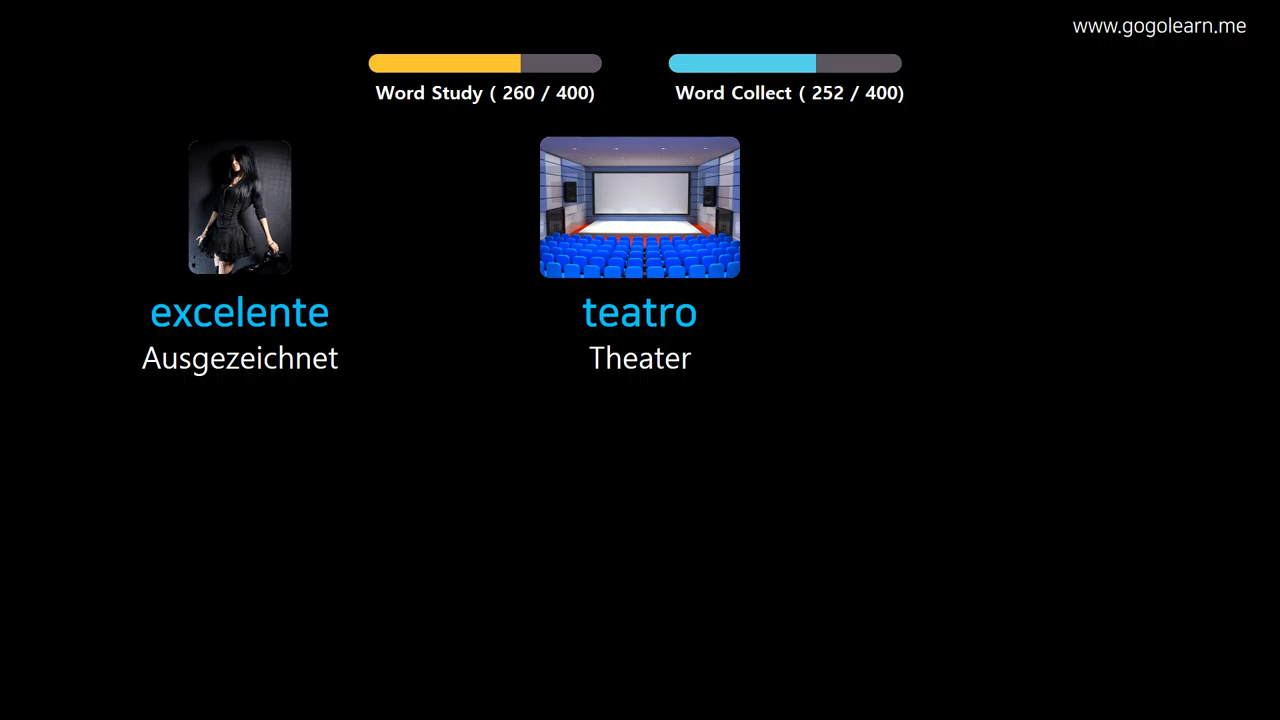 www.gogolearn.me
Word Study ( 260 / 400)
Word Collect ( 252 / 400)
excelente
Ausgezeichnet
teatro
Theater